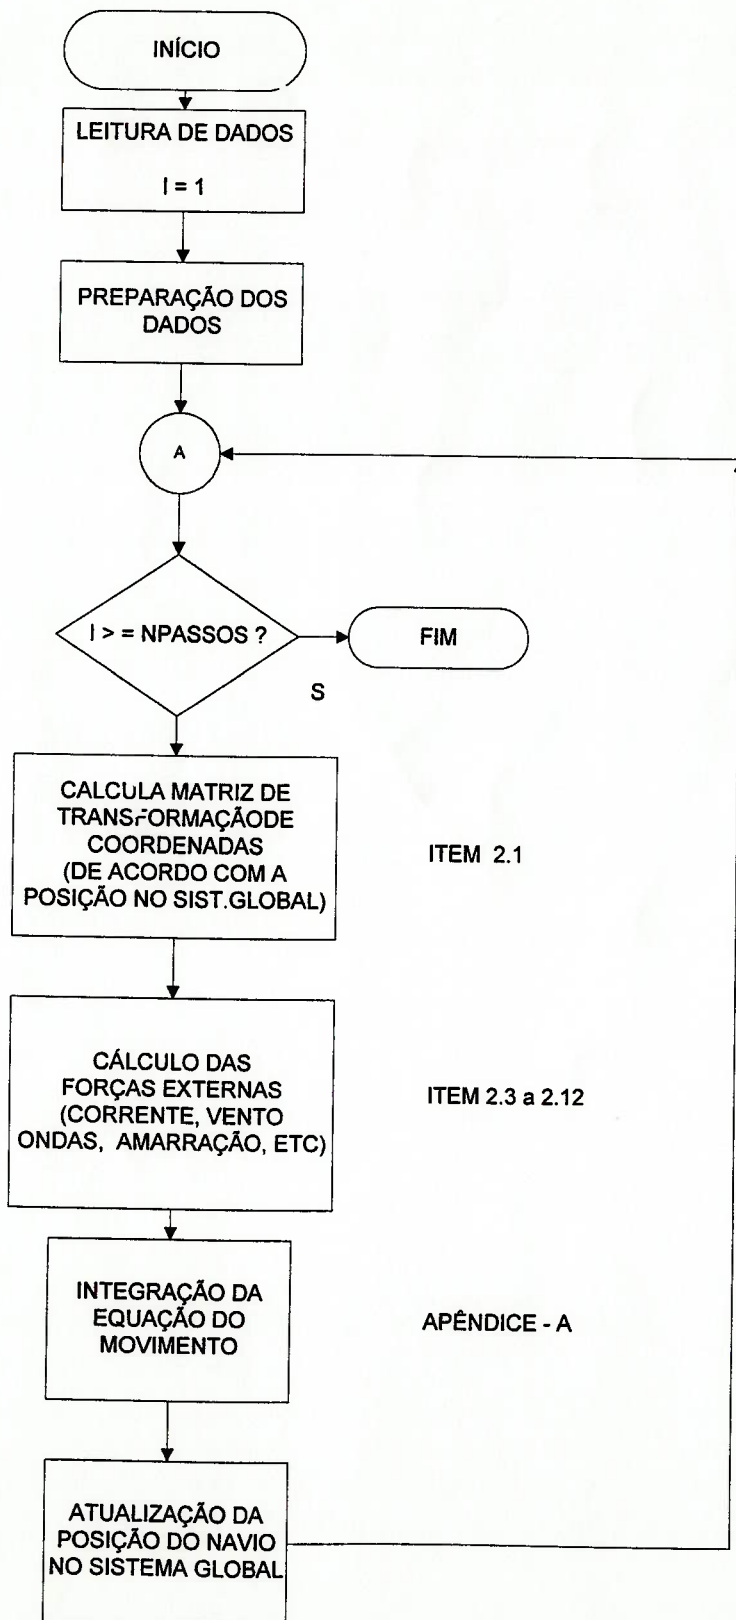 INÍCIO
LEITURA DE DADOS
I = 1
PREPARAÇÃO DOS
DADOS
A
I > = NPASSOS ?
FIM
S
CALCULA MATRIZ DE
TRANSFORMAÇÃODE
COORDENADAS
(DE ACORDO COM A
POSIÇÃO NO SIST.GLOBAL)
ITEM 2.1
CÁLCULO DAS
FORÇAS EXTERNAS
(CORRENTE, VENTO
ONDAS, AMARRAÇÃO, ETC)
ITEM 2.3 a 2.12
INTEGRAÇÃO DA
EQUAÇÃO DO
MOVIMENTO
APÊNDICE - A
ATUALIZAÇÃO DA
POSIÇÃO DO NAVIO
NO SISTEMA GLOBAL